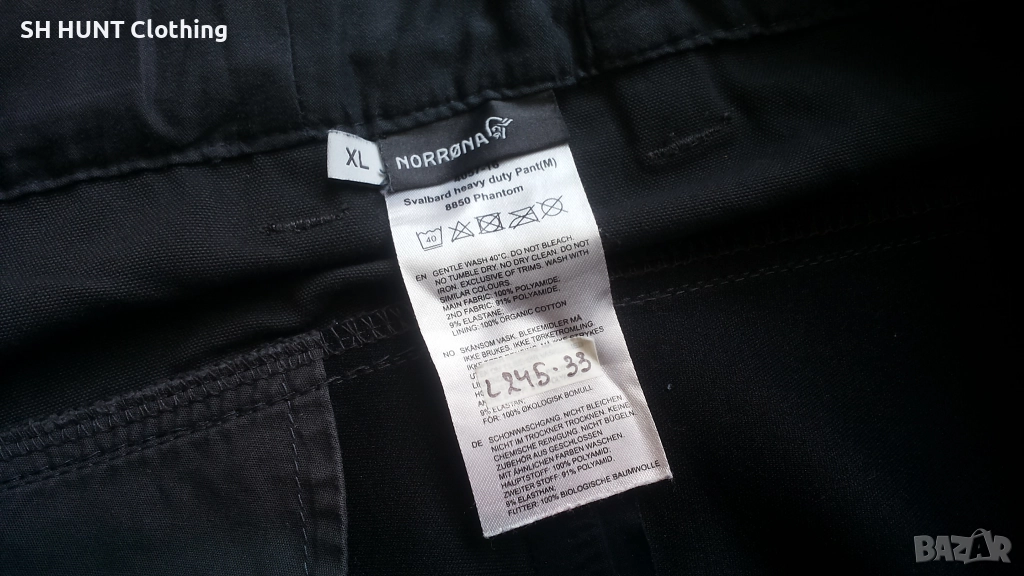 SH HUNT Clothing
XL
NORRØNA
Svalbard heavy duty Pant(M)
8850 Phantom
40
EN GENTLE WASH 40°C. DO NOT BLEACH.
NO TUMBLE DRY. NO DRY CLEAN. DO NOT
IRON. EXCLUSIVE OF TRIMS. WASH WITH
SIMILAR COLOURS.
MAIN FABRIC: 100% POLYAMIDE.
2ND FABRIC: 91% POLYAMIDE,
9% ELASTANE
LINING: 100% ORGANIC COTTON
NO SKÅNSOM VASK. BLEKEMIDLER MÅ
IKKE BRUKES. IKKE TØRKETROMLING
L 245.33
9% ELASTAN
FÔR: 100% ØKOLOGISK BOMULL
DE SCHONWASCHGANG. NICHT BLEICHEN
NICHT IM TROCKNER TROCKNEN. KEINE
CHEMISCHE REINIGUNG. NICHT BÜGELN.
ZUBEHÖR AUSGESCHLOSSEN
MIT ÄHNLICHEN FARBEN WASCHEN.
HAUPTSTOFF: 100% POLYAMID.
ZWEITER STOFF: 91% POLYAMID.
9% ELASTHAN;
FUTTER: 100% BIOLOGISCHE BAUMWOLLE
BAZAR